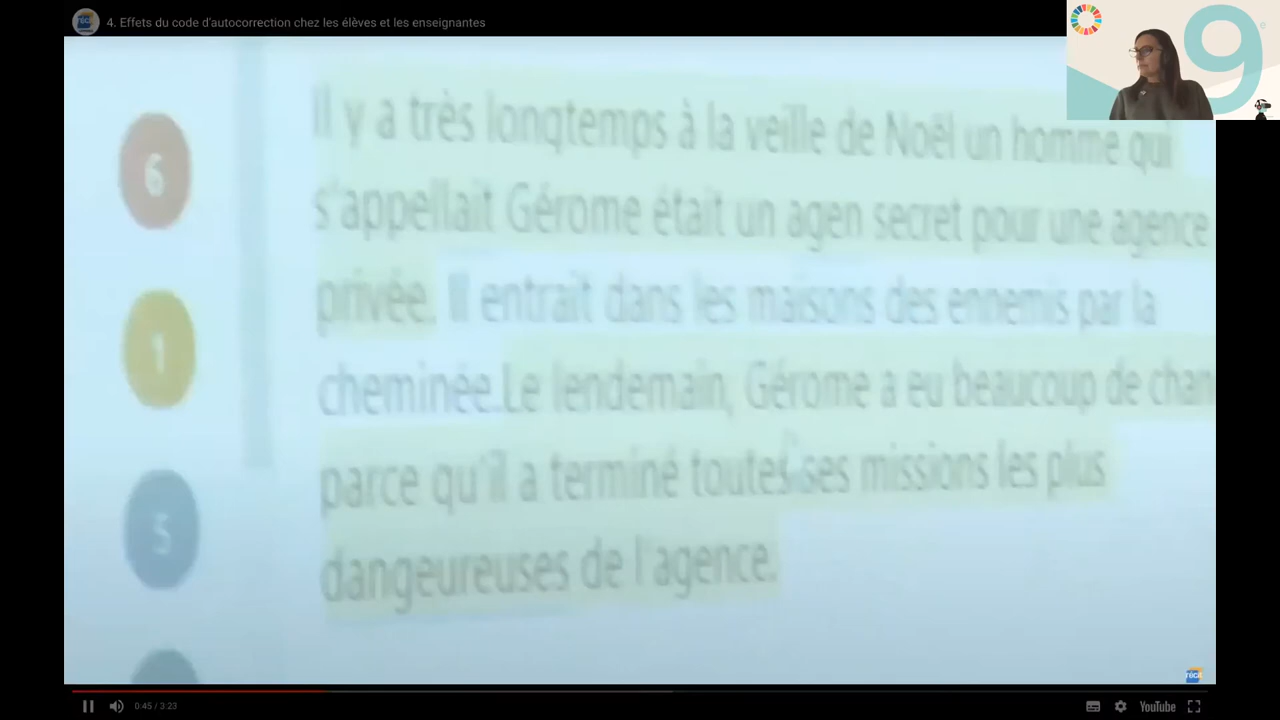 4. Effets du code d'autocorrection chez les élèves et les enseignantes
9
6
Il y a très longtemps à la veille de Noël un homme qui
s'appellait Gérome était un agen secret pour une agence
1
privée. Il entrait dans les maisons des ennemis par la
cheminée.Le lendemain, Gérome a eu beaucoup de chan
5
parce qu'il a terminé toutes ses missions les plus
dangeureuses de l'agence.
RÉCIT
0:45 / 3:23
YouTube